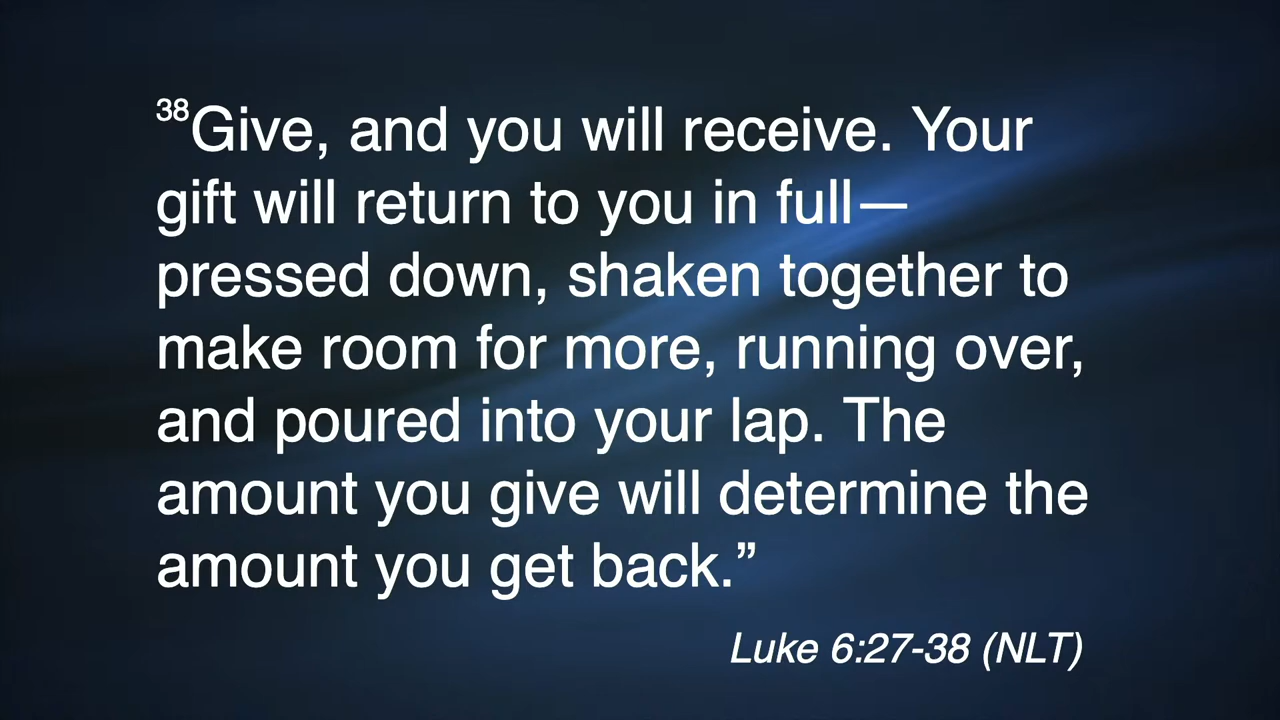 38Give, and you will receive. Your
gift will return to you in full—
pressed down, shaken together to
make room for more, running over,
and poured into your lap. The
amount you give will determine the
amount you get back.”
Luke 6:27-38 (NLT)